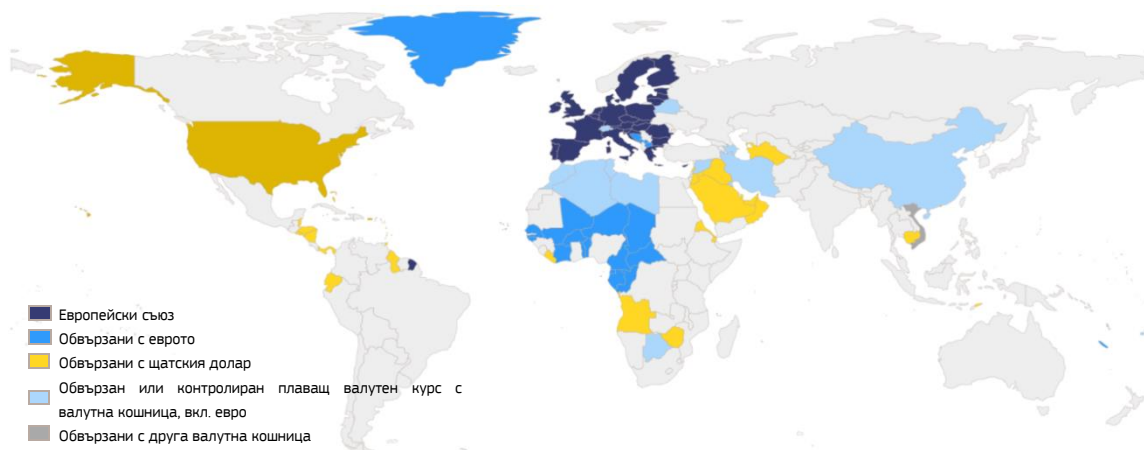 Европейски съюз
Обвързани с еврото
Обвързани с щатския долар
Обвързан или контролиран плаващ валутен курс с
валутна кошница, вкл. евро
Обвързани с друга валутна кошница